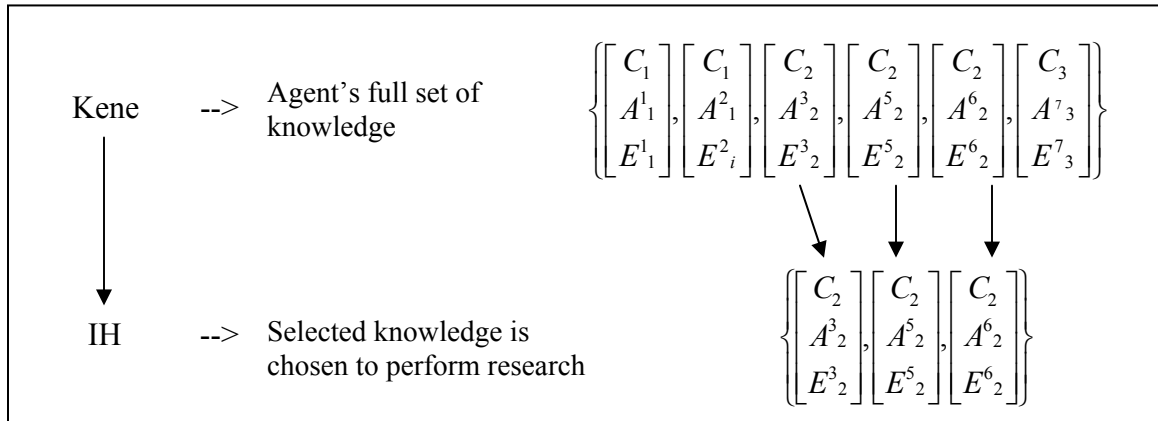 Kene --> Agent's full set of
knowledge
{[C₁ A¹₁ E¹₁], [C₁ A²₁ E²ᵢ], [C₂ A³₂ E³₂], [C₂ A⁵₂ E⁵₂], [C₂ A⁶₂ E⁶₂], [C₃ A⁷₃ E⁷₃]}
IH --> Selected knowledge is
chosen to perform research
{[C₂ A³₂ E³₂], [C₂ A⁵₂ E⁵₂], [C₂ A⁶₂ E⁶₂]}